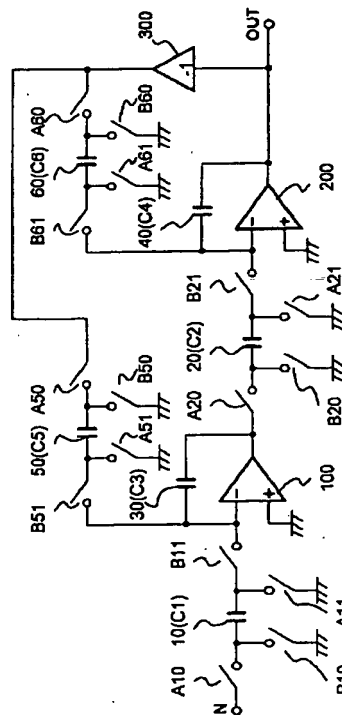 300
-1
OUT
A60
B60
60(C6)
A61
B61
40(C4)
200
-
+
B21
A21
20(C2)
B20
A20
A50
B50
50(C5)
A51
B51
30(C3)
100
-
+
B11
A11
10(C1)
B10
A10
N